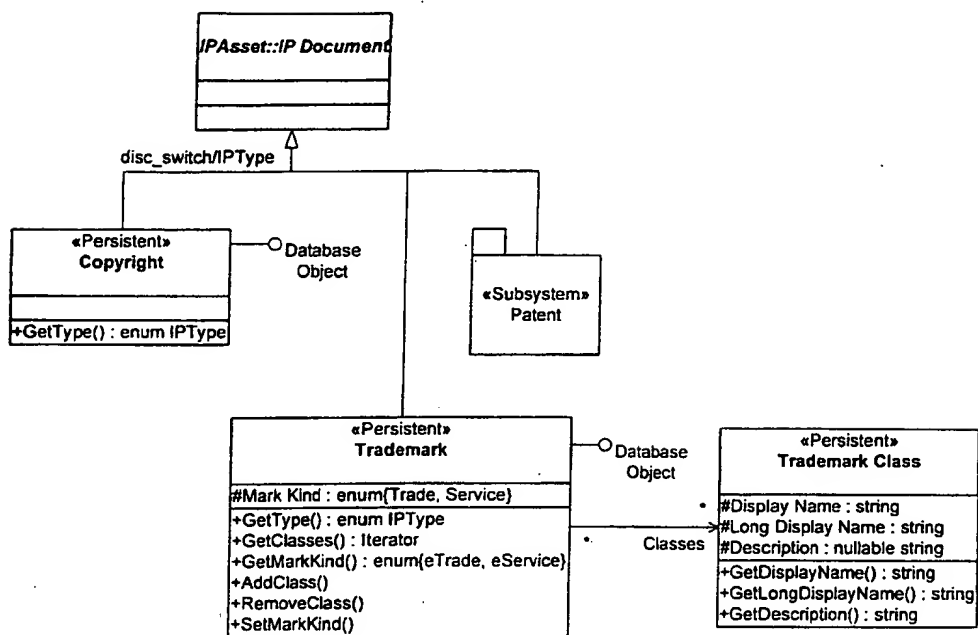 IPAsset::IP Document
disc_switch/IPType
«Persistent»
Copyright
+GetType() : enum IPType
Database
Object
«Subsystem»
Patent
«Persistent»
Trademark
#Mark Kind : enum{Trade, Service}
+GetType() : enum IPType
+GetClasses() : Iterator
+GetMarkKind() : enum{eTrade, eService}
+AddClass()
+RemoveClass()
+SetMarkKind()
Database
Object
*
*
Classes
«Persistent»
Trademark Class
#Display Name : string
#Long Display Name : string
#Description : nullable string
+GetDisplayName() : string
+GetLongDisplayName() : string
+GetDescription() : string